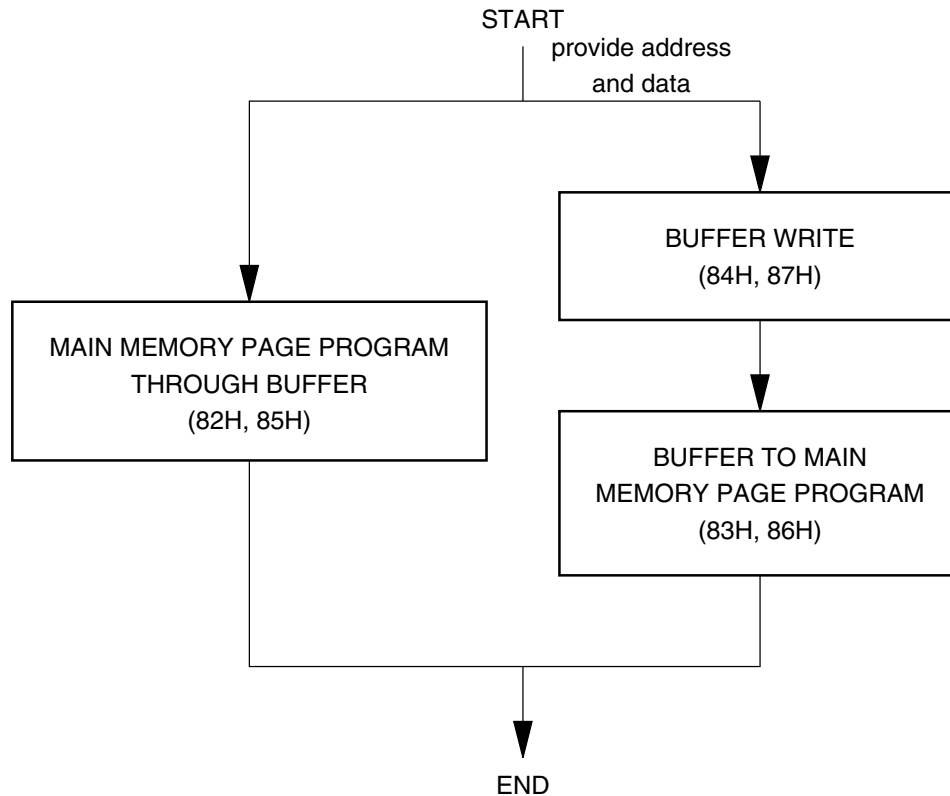 START
provide address
and data
BUFFER WRITE
(84H, 87H)
MAIN MEMORY PAGE PROGRAM
THROUGH BUFFER
(82H, 85H)
BUFFER TO MAIN
MEMORY PAGE PROGRAM
(83H, 86H)
END